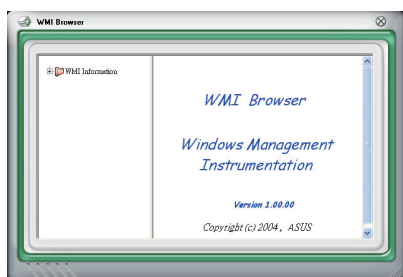 WMI Browser
WMI Information
WMI Browser
Windows Management
Instrumentation
Version 1.00.00
Copyright (c) 2004, ASUS